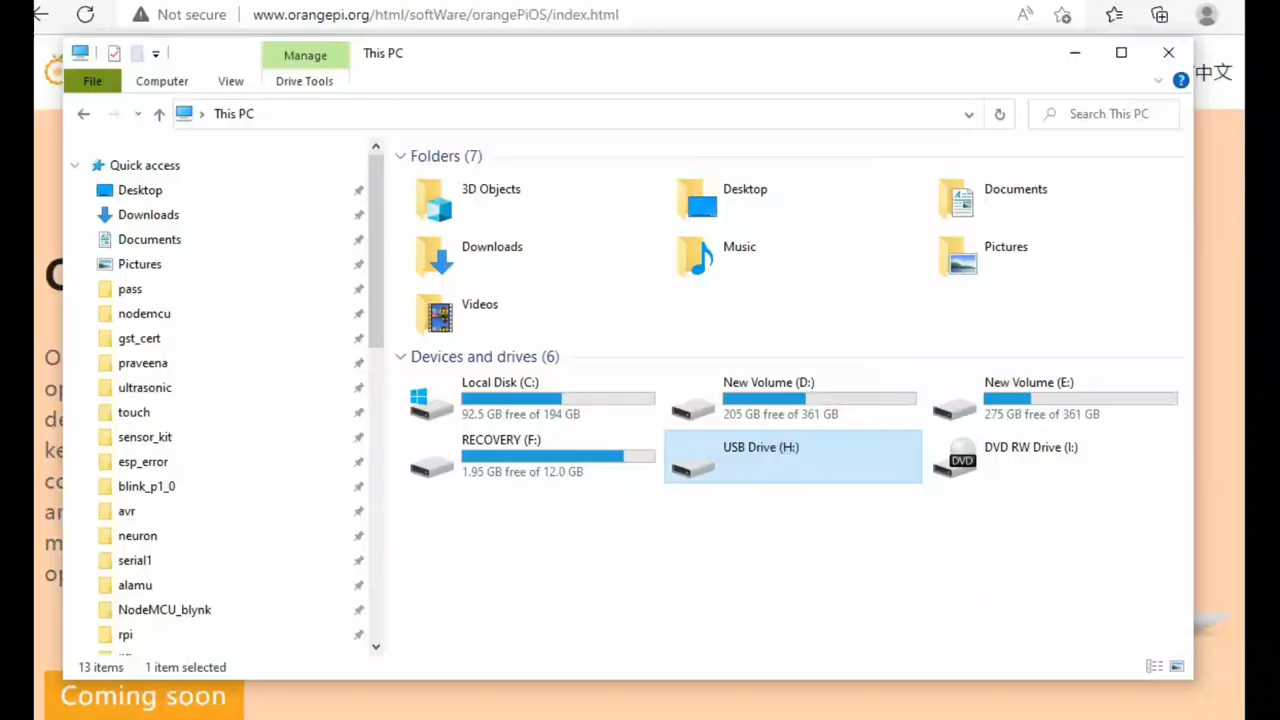 Not secure
www.orangepi.org/html/softWare/orangePiOS/index.html
Manage
This PC
File
Computer
View
Drive Tools
中文
This PC
Search This PC
Quick access
Desktop
Downloads
Documents
Pictures
pass
nodemcu
gst_cert
praveena
ultrasonic
touch
sensor_kit
esp_error
blink_p1_0
avr
neuron
serial1
alamu
NodeMCU_blynk
rpi
Folders (7)
3D Objects
Desktop
Documents
Downloads
Music
Pictures
Videos
Devices and drives (6)
Local Disk (C:)
92.5 GB free of 194 GB
New Volume (D:)
205 GB free of 361 GB
New Volume (E:)
275 GB free of 361 GB
RECOVERY (F:)
1.95 GB free of 12.0 GB
USB Drive (H:)
DVD RW Drive (I:)
DVD
13 items
1 item selected
Coming soon